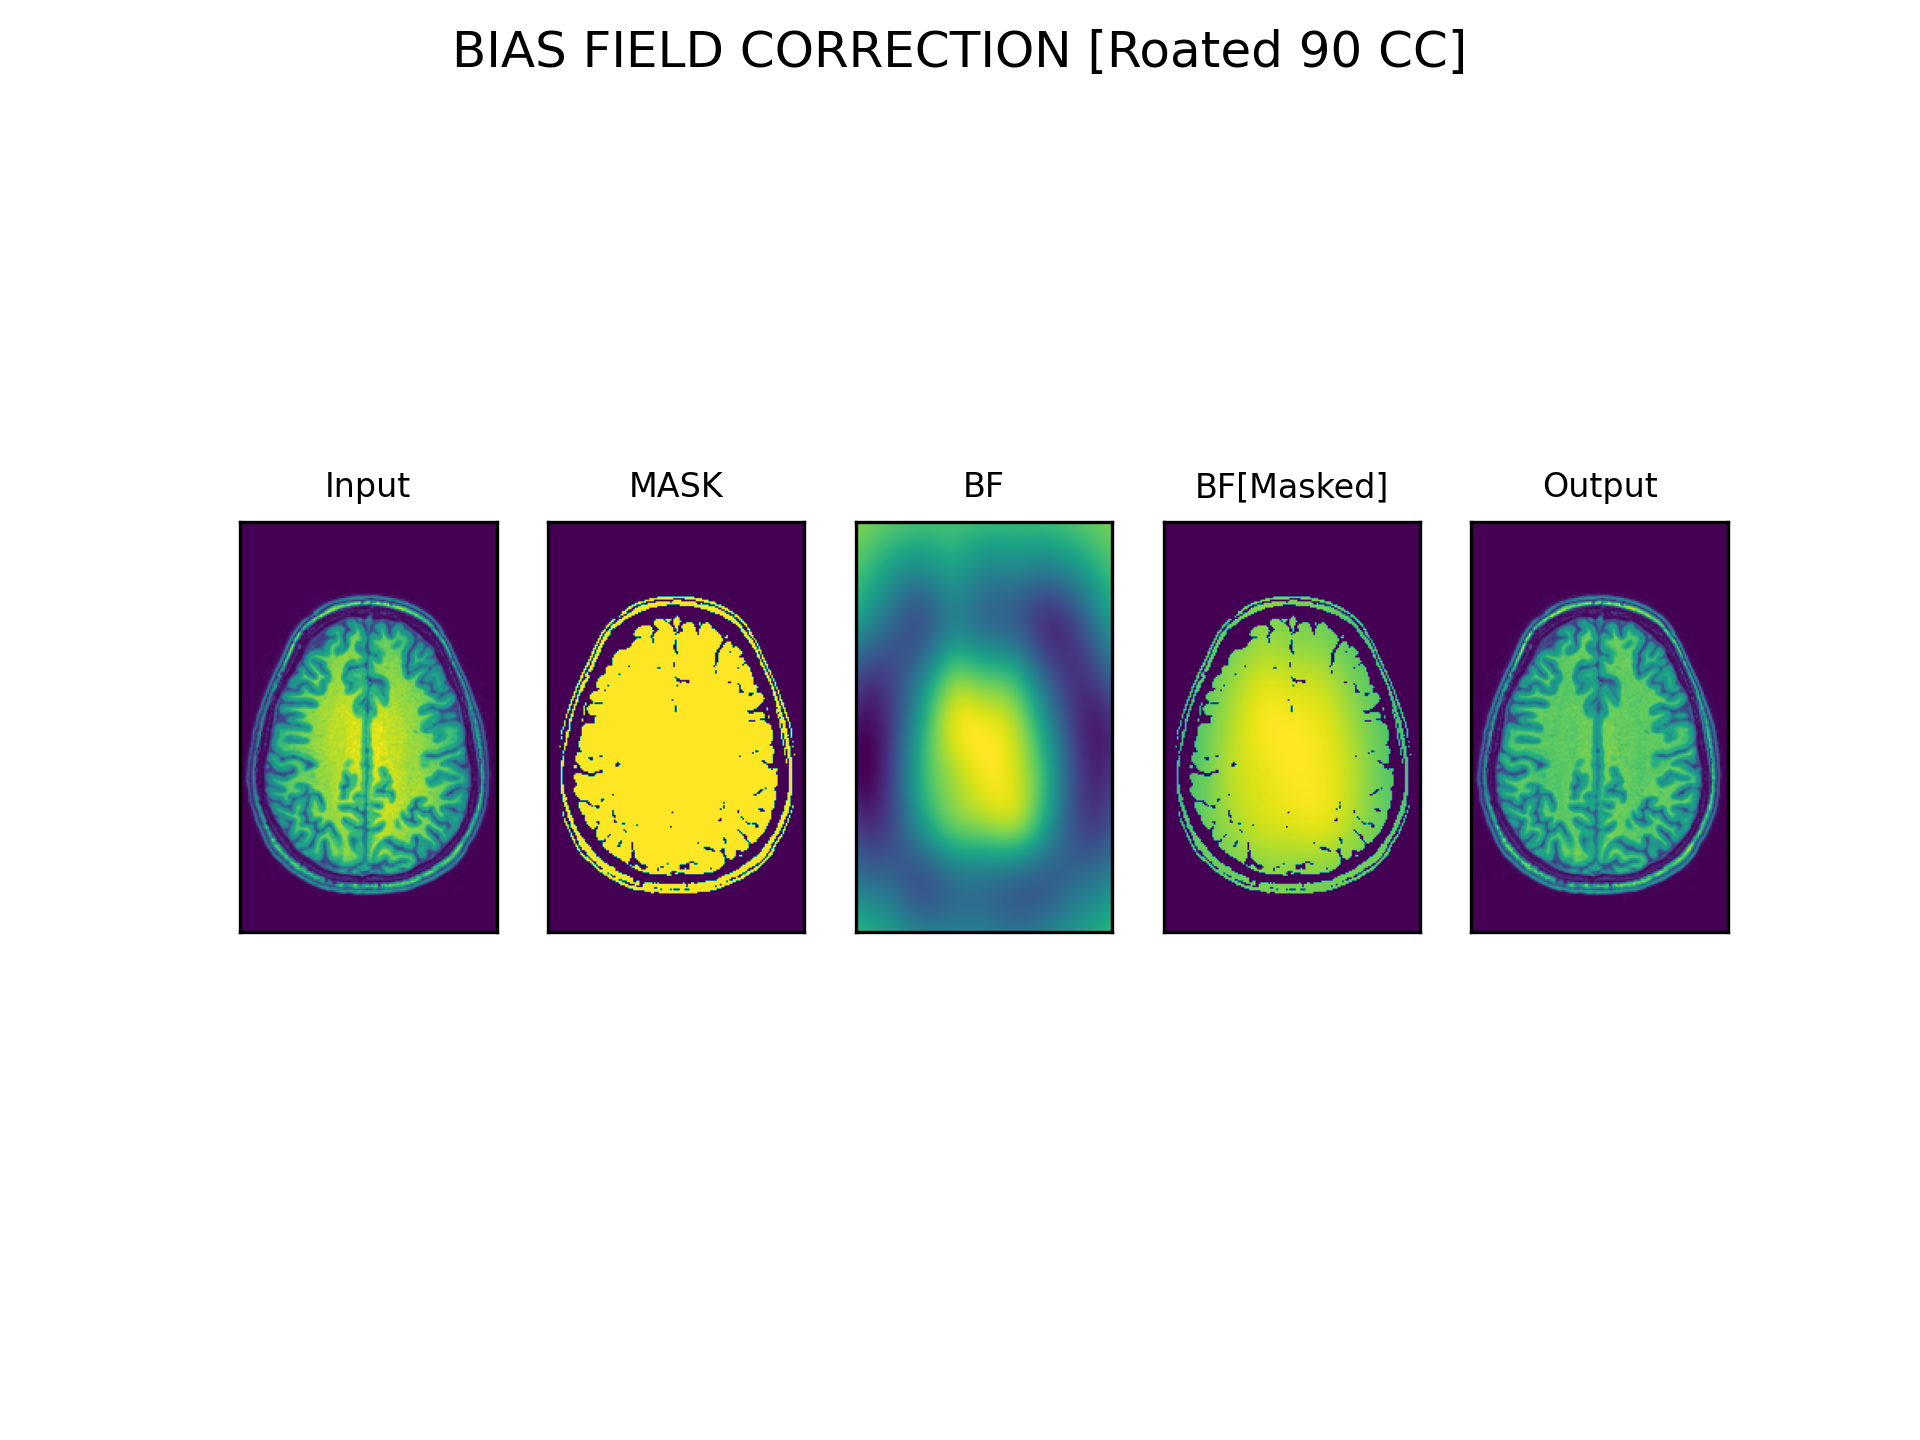 BIAS FIELD CORRECTION [Roated 90 CC]
Input
MASK
BF
BF[Masked]
Output